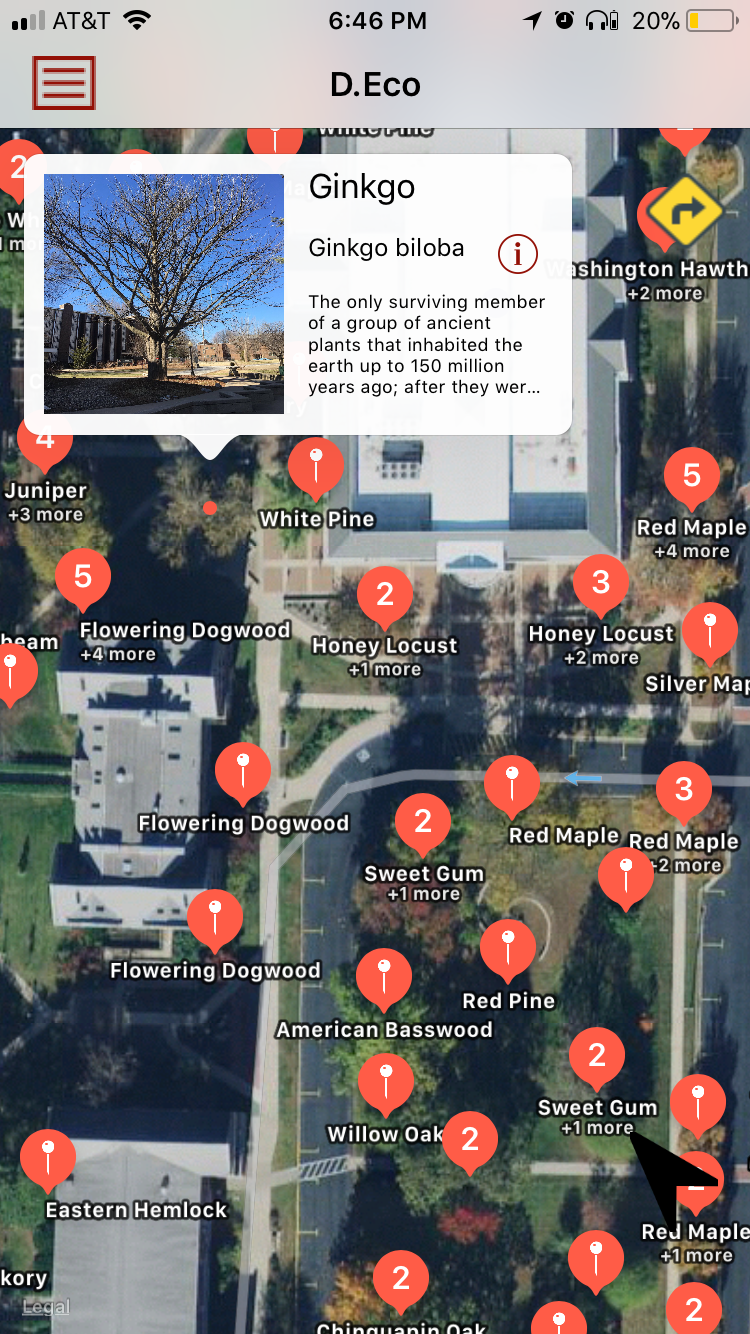 AT&T
6:46 PM
20%
D.Eco
White Pine
2
2
Ginkgo
Ginkgo biloba
i
The only surviving member
of a group of ancient
plants that inhabited the
earth up to 150 million
years ago; after they wer...
Washington Hawth
+2 more
4
Juniper
+3 more
White Pine
5
Red Maple
+4 more
5
Flowering Dogwood
+4 more
2
Honey Locust
+1 more
3
Honey Locust
+2 more
Silver Map
beam
Flowering Dogwood
2
Sweet Gum
+1 more
Red Maple
3
Red Maple
+2 more
Flowering Dogwood
Red Pine
American Basswood
2
Sweet Gum
+1 more
Willow Oak
2
Eastern Hemlock
2
Red Maple
+1 more
kory
2
Chinquapin Oak
2
Legal